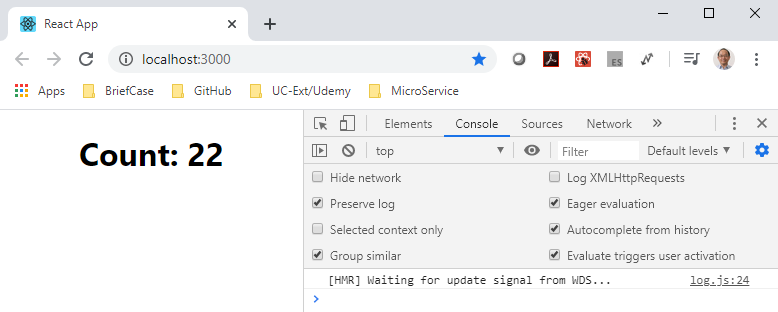 React App
localhost:3000
ES
Apps BriefCase GitHub UC-Ext/Udemy MicroService
Count: 22
Elements Console Sources Network
top Filter Default levels
Hide network Log XMLHttpRequests
Preserve log Eager evaluation
Selected context only Autocomplete from history
Group similar Evaluate triggers user activation
[HMR] Waiting for update signal from WDS... log.js:24